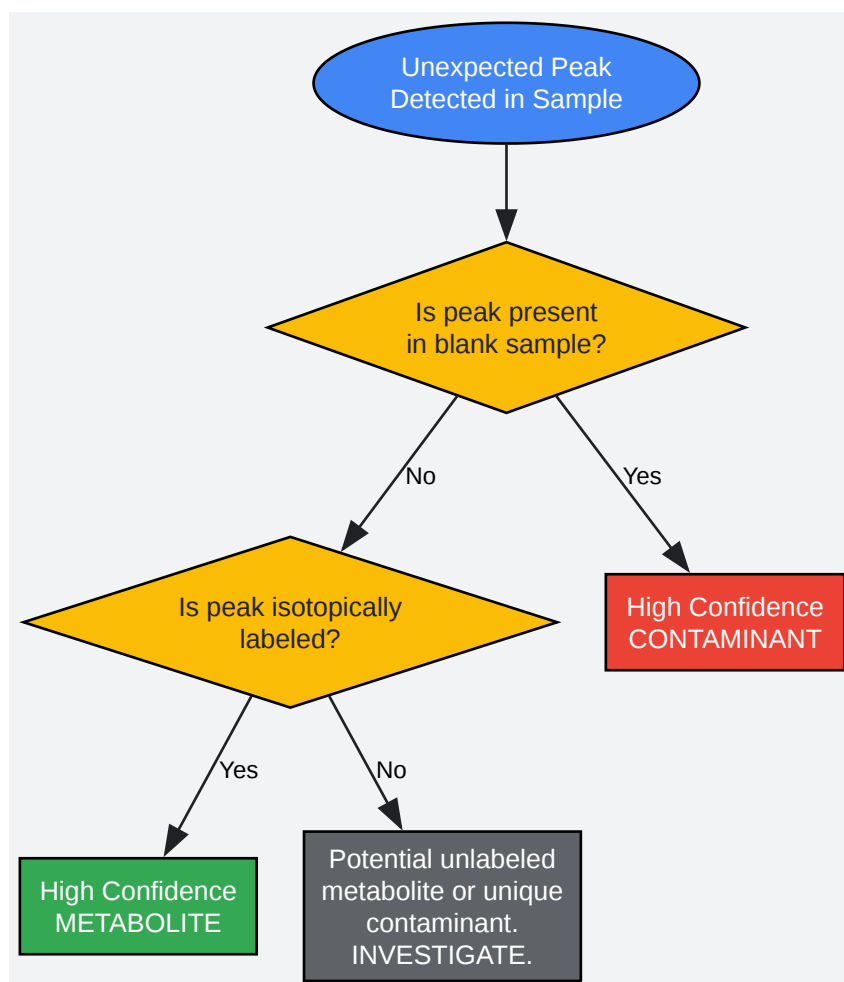 Unexpected Peak
Detected in Sample
Is peak present
in blank sample?
No
Yes
Is peak isotopically
labeled?
High Confidence
CONTAMINANT
Yes
No
High Confidence
METABOLITE
Potential unlabeled
metabolite or unique
contaminant.
INVESTIGATE.